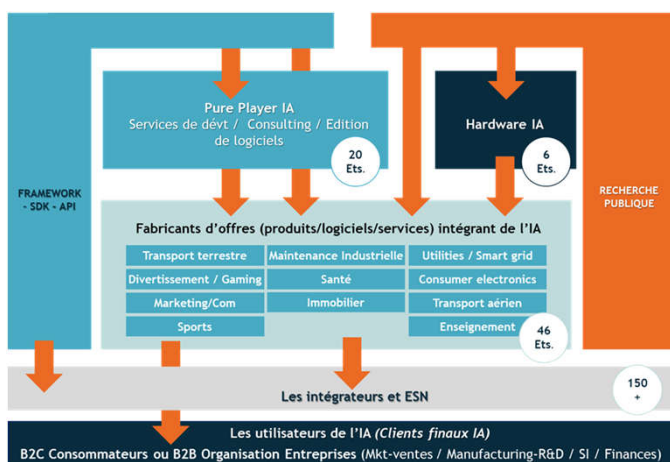 Pure Player IA
Services de dévt / Consulting / Edition
de logiciels
20
Ets.
Hardware IA
6
Ets.
FRAMEWORK
- SDK - API
RECHERCHE
PUBLIQUE
Fabricants d'offres (produits/logiciels/services) intégrant de l'IA
Transport terrestre
Maintenance Industrielle
Utilities / Smart grid
Divertissement / Gaming
Santé
Consumer electronics
Marketing/Com
Immobilier
Transport aérien
Sports
Enseignement
46
Ets.
Les intégrateurs et ESN
150
+
Les utilisateurs de l'IA (Clients finaux IA)
B2C Consommateurs ou B2B Organisation Entreprises (Mkt-ventes / Manufacturing-R&D / SI / Finances)